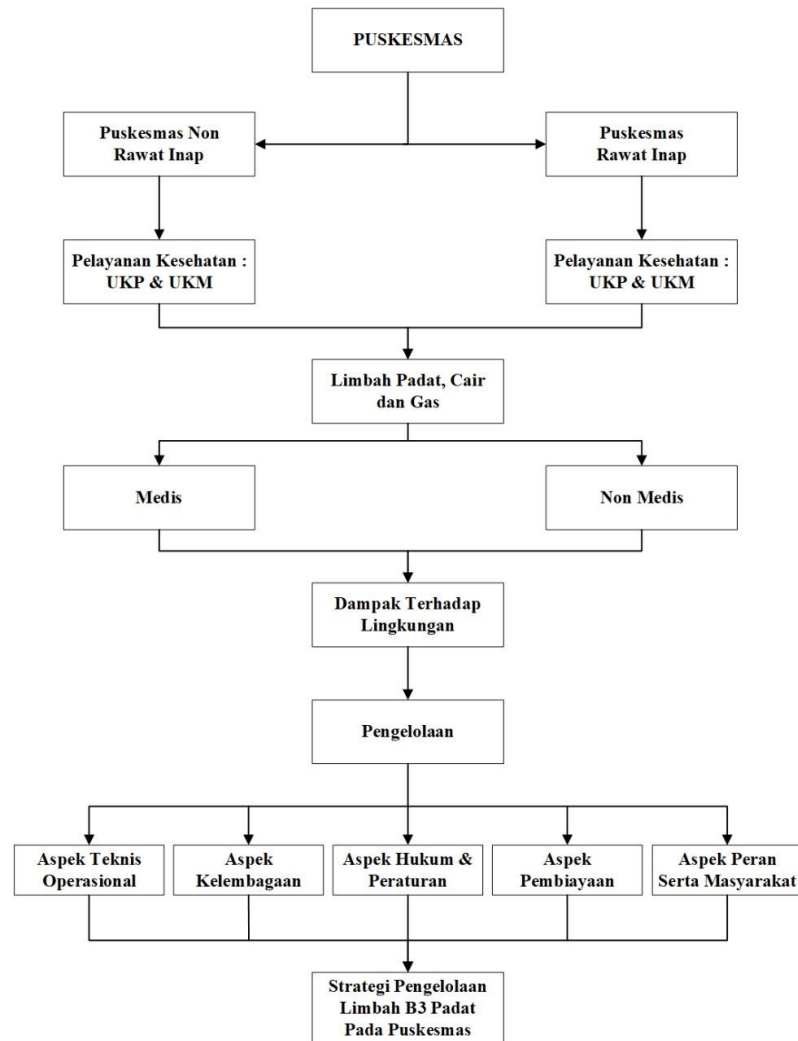 PUSKESMAS
Puskesmas Non
Rawat Inap
Puskesmas
Rawat Inap
Pelayanan Kesehatan :
UKP & UKM
Pelayanan Kesehatan :
UKP & UKM
Limbah Padat, Cair
dan Gas
Medis
Non Medis
Dampak Terhadap
Lingkungan
Pengelolaan
Aspek Teknis
Operasional
Aspek
Kelembagaan
Aspek Hukum &
Peraturan
Aspek
Pembiayaan
Aspek Peran
Serta Masyarakat
Strategi Pengelolaan
Limbah B3 Padat
Pada Puskesmas